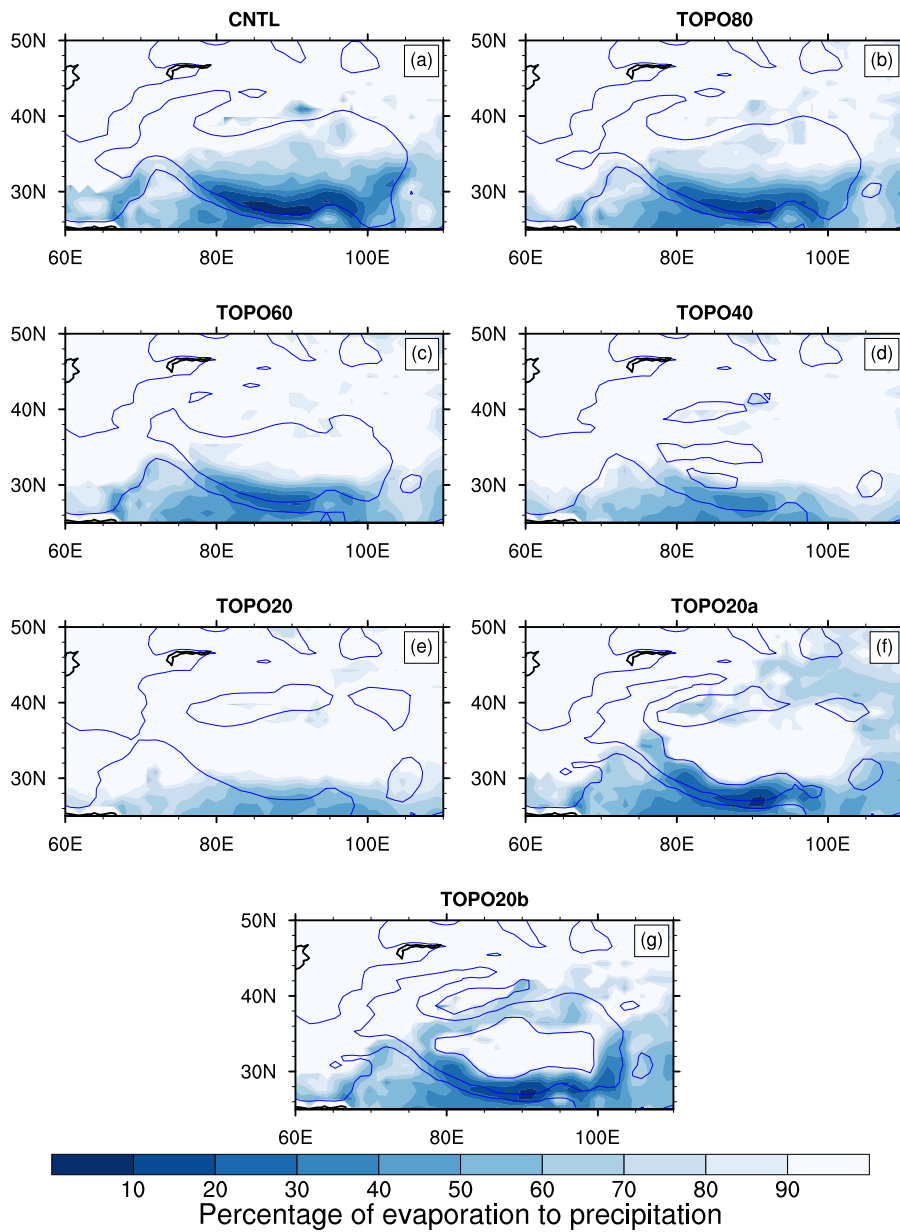 CNTL
TOPO80
50N
(a)
50N
(b)
40N
40N
30N
30N
60E 80E 100E
60E 80E 100E
TOPO60
TOPO40
50N
(c)
50N
(d)
40N
40N
30N
30N
60E 80E 100E
60E 80E 100E
TOPO20
TOPO20a
50N
(e)
50N
(f)
40N
40N
30N
30N
60E 80E 100E
60E 80E 100E
TOPO20b
50N
(g)
40N
30N
60E 80E 100E
10 20 30 40 50 60 70 80 90
Percentage of evaporation to precipitation